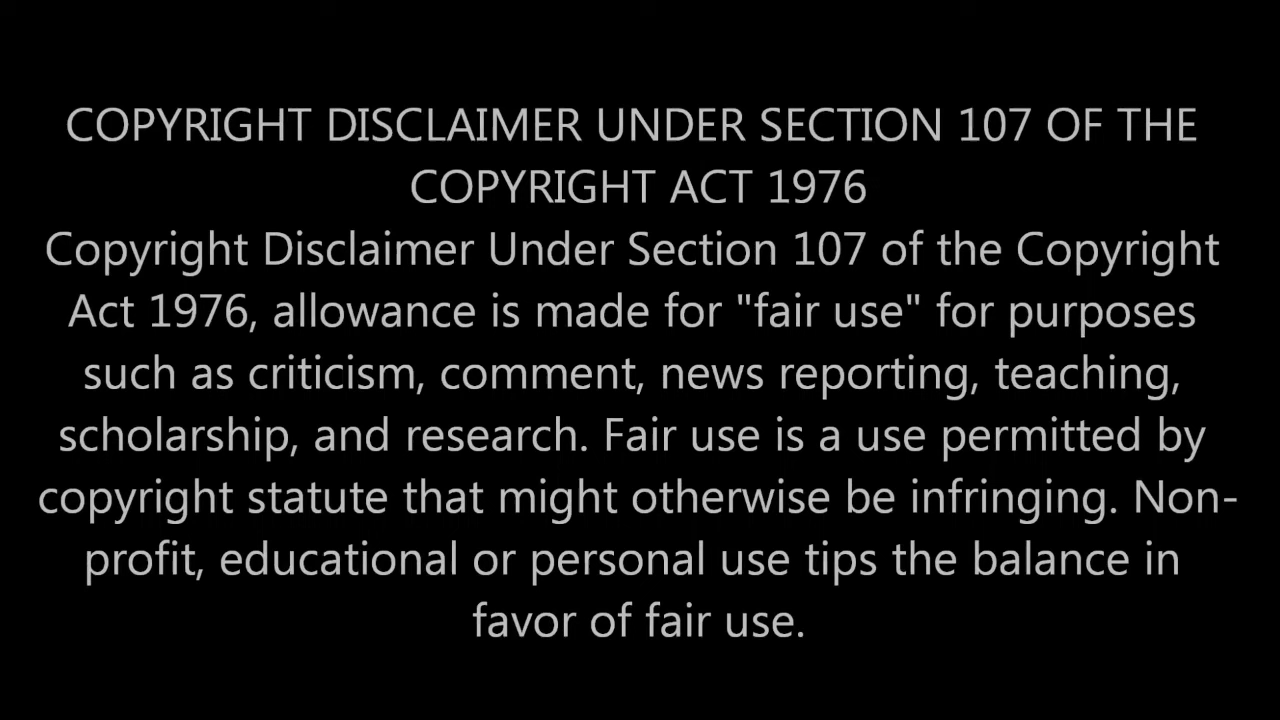 COPYRIGHT DISCLAIMER UNDER SECTION 107 OF THE
COPYRIGHT ACT 1976
Copyright Disclaimer Under Section 107 of the Copyright
Act 1976, allowance is made for "fair use" for purposes
such as criticism, comment, news reporting, teaching,
scholarship, and research. Fair use is a use permitted by
copyright statute that might otherwise be infringing. Non-
profit, educational or personal use tips the balance in
favor of fair use.